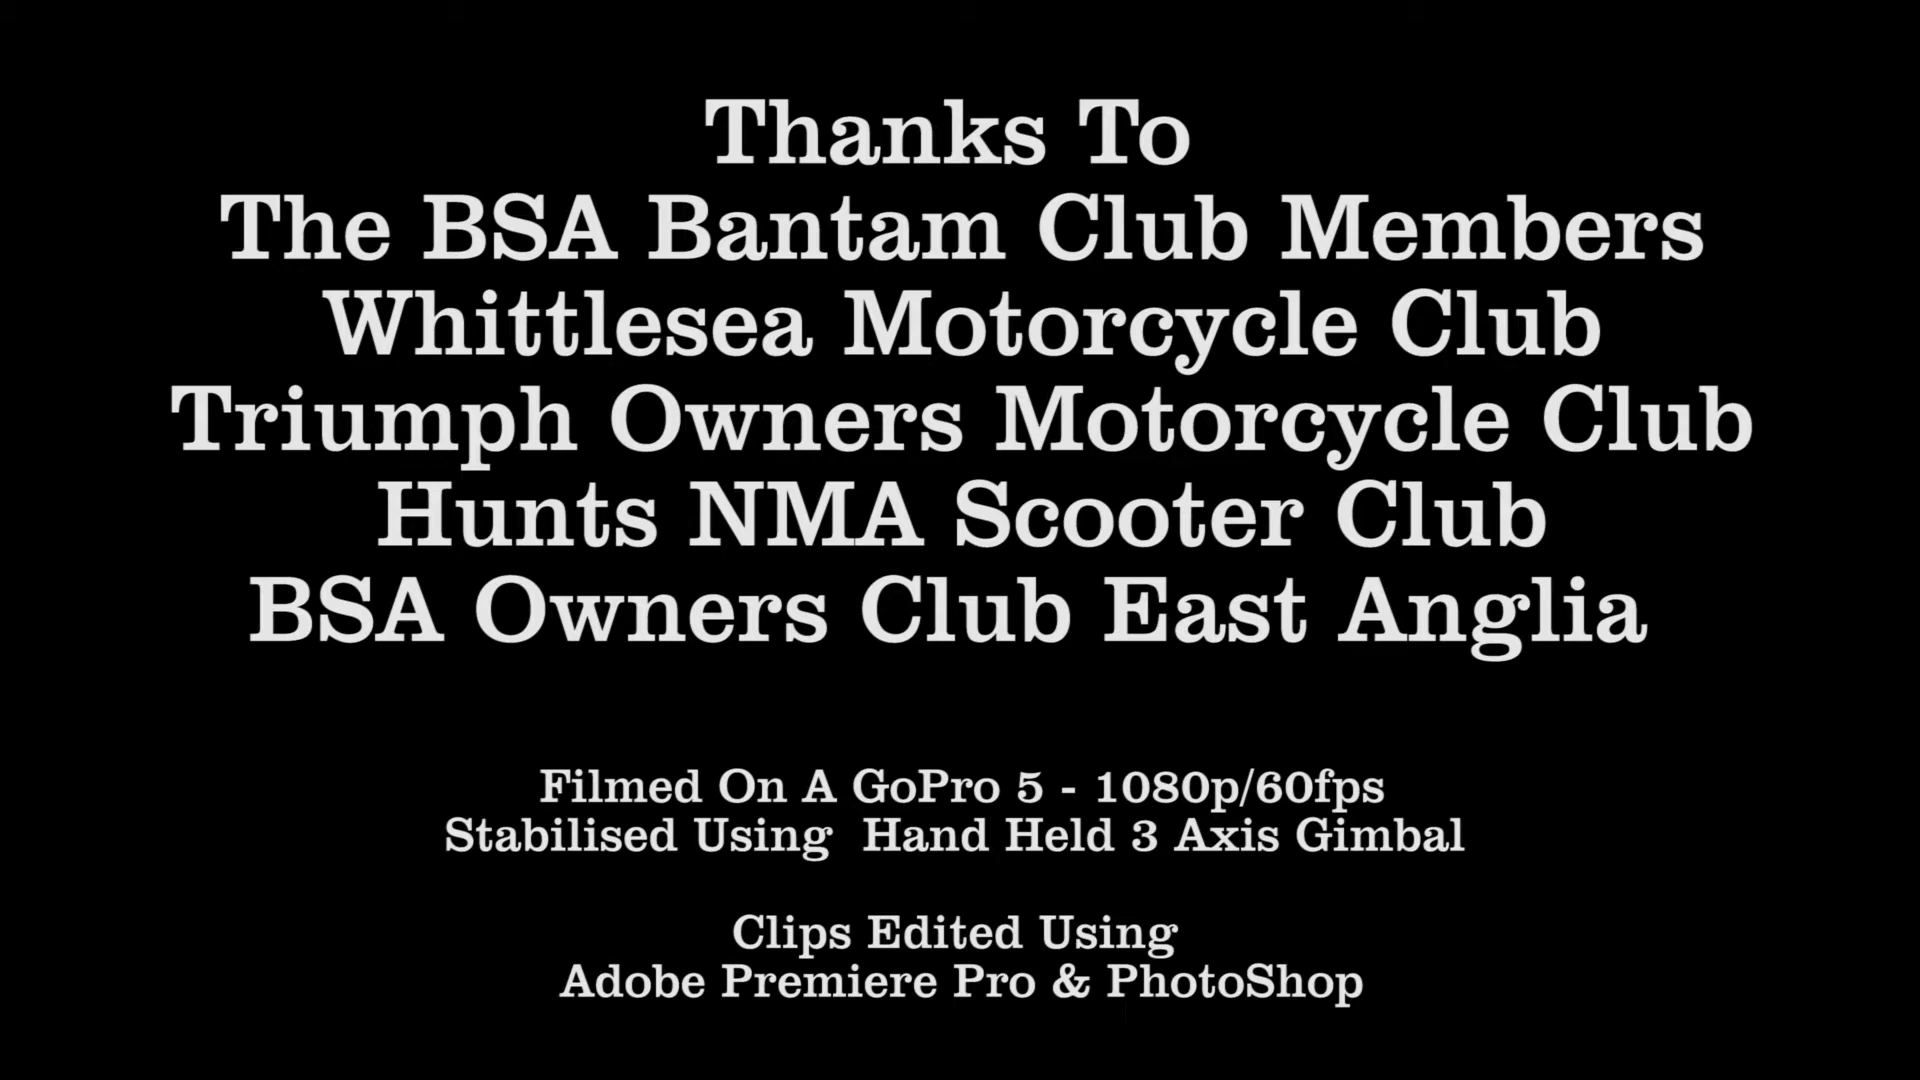 Thanks To
The BSA Bantam Club Members
Whittlesea Motorcycle Club
Triumph Owners Motorcycle Club
Hunts NMA Scooter Club
BSA Owners Club East Anglia
Filmed On A GoPro 5 - 1080p/60fps
Stabilised Using  Hand Held 3 Axis Gimbal
Clips Edited Using
Adobe Premiere Pro & PhotoShop